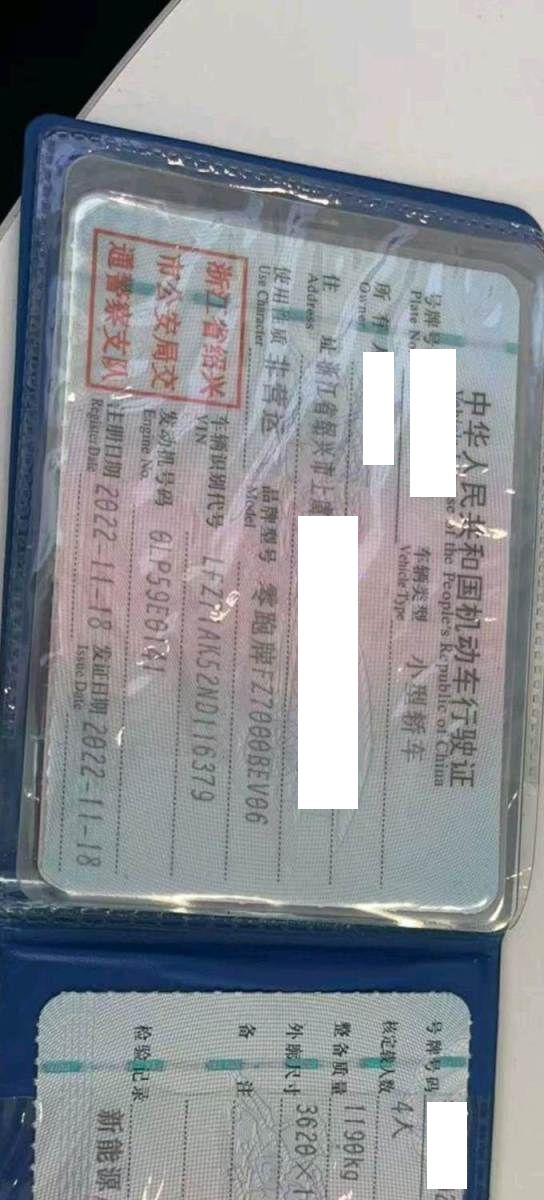 中华人民共和国机动车行驶证
of the People's Republic of China
号牌号
Plate No.
车辆类型
Vehicle Type
小型轿车
所有人
Owner
住 址
Address
浙江省绍兴市上虞
使用性质
Use Character
非营运
品牌型号
Model
零跑牌FZ7000BEV06
浙江省绍兴
市公安局交
通警察支队
车辆识别代号
VIN
LFZ71AK52ND116379
发动机号码
Engine No.
注册日期
Register Date
2022-11-18
发证日期
Issue Date
2022-11-18
号牌号码
核定载人数
4人
整备质量
1190kg
外廓尺寸
3620×1
备 注
检验记录
新能源